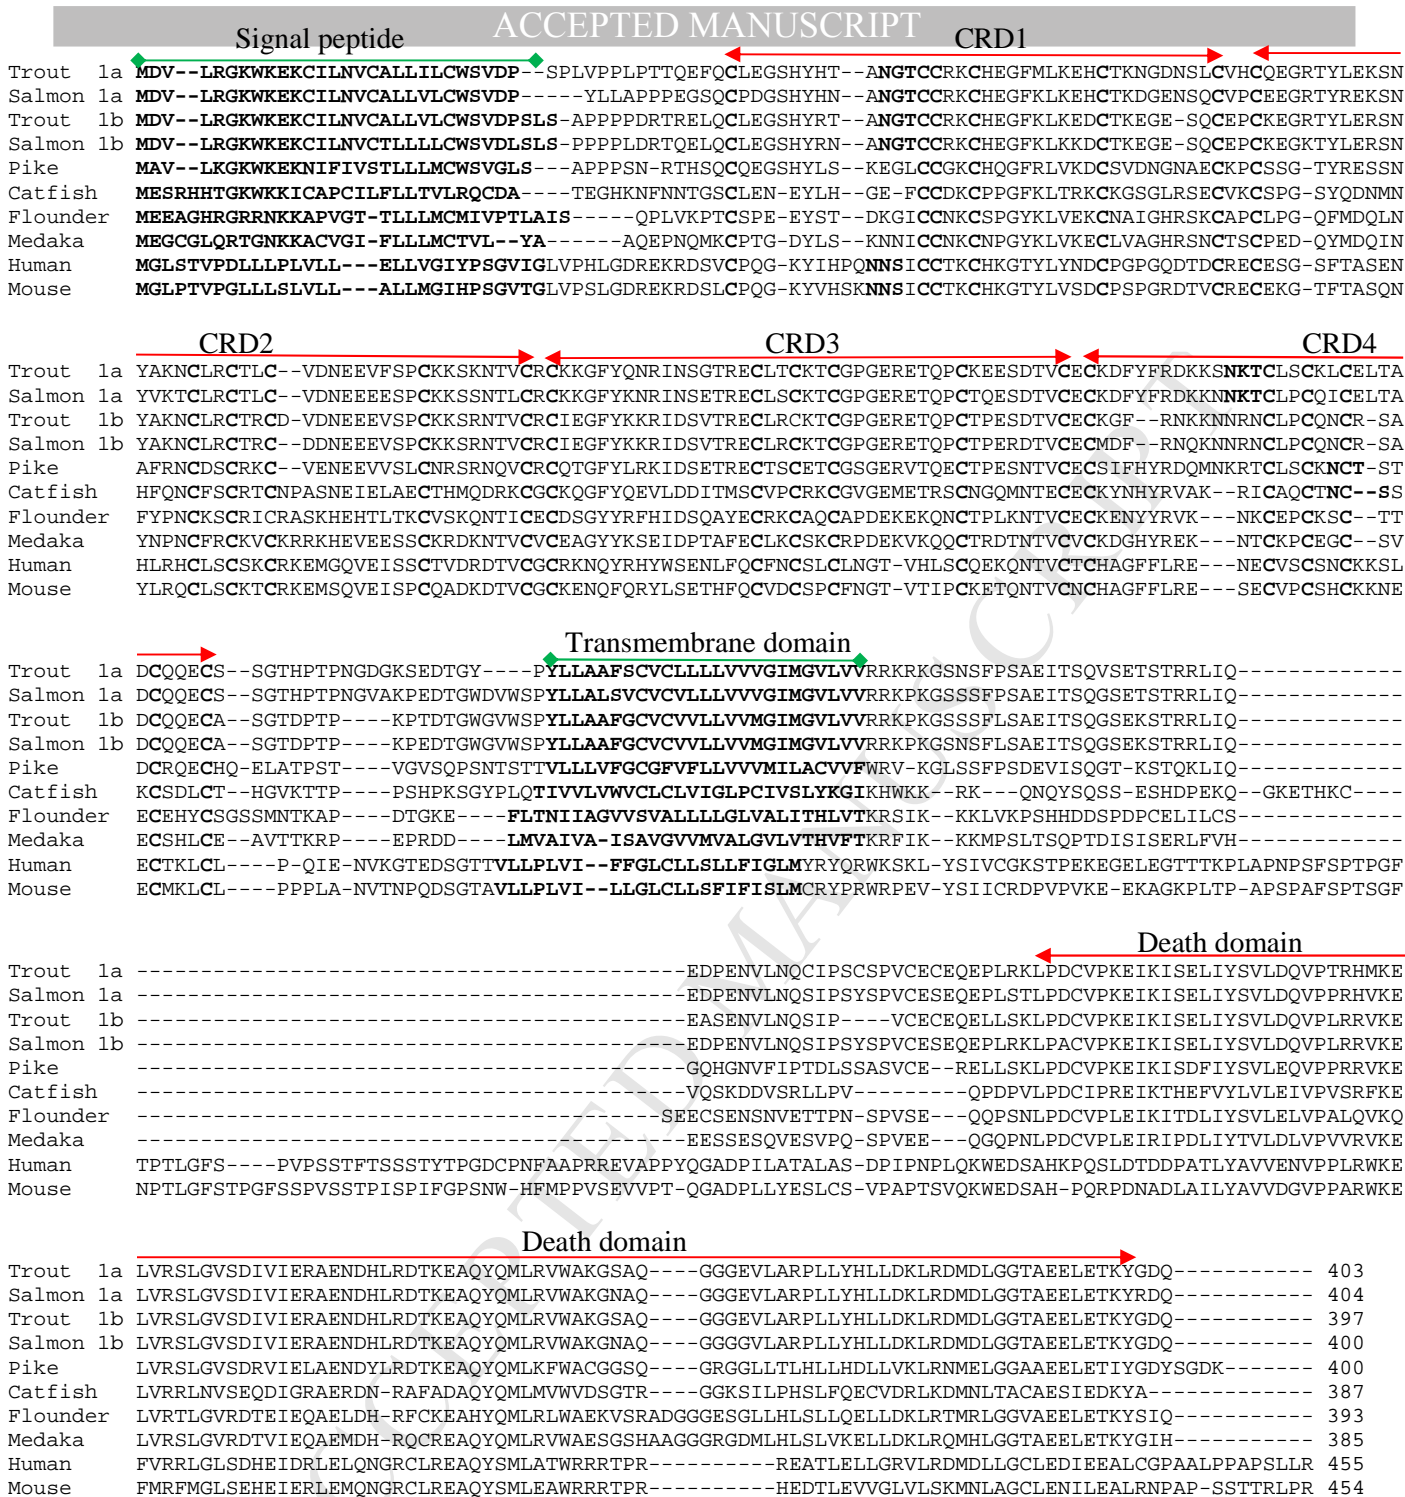 ACCEPTED MANUSCRIPT
Signal peptide CRD1
Trout 1a MDV--LRGKWKEKCILNVCALLILCWSVDP--SPLVPPLPTTQEFQCLEGSHYHT--ANGTCCRKCHEGFMLKEHCTKNGDNSLCVHCQEGRTYLEKSN
Salmon 1a MDV--LRGKWKEKCILNVCALLVLCWSVDP-----YLLAPPPEGSQCPDGSHYHN--ANGTCCRKCHEGFKLKEHCTKDGENSQCVPCEEGRTYREKSN
Trout 1b MDV--LRGKWKEKCILNVCALLVLCWSVDPSLS-APPPPDRTRELQCLEGSHYRT--ANGTCCRKCHEGFKLKEDCTKEGE-SQCEPCKEGRTYLERSN
Salmon 1b MDV--LRGKWKEKCILNVCTLLLLCWSVDLSLS-PPPPLDRTQELQCLEGSHYRN--ANGTCCRKCHEGFKLKKDCTKEGE-SQCEPCKEGKTYLERSN
Pike MAV--LKGKWKEKNIFIVSTLLLMCWSVGLS---APPPSN-RTHSQCQEGSHYLS--KEGLCCGKCHQGFRLVKDCSVDNGNAECKPCSSG-TYRESSN
Catfish MESRHHTGKWKKICAPCILFLLTVLRQCDA----TEGHKNFNNTGSCLEN-EYLH--GE-FCCDKCPPGFKLTRKCKGSGLRSECVKCSPG-SYQDNMN
Flounder MEEAGHRGRRNKKAPVGT-TLLLMCMIVPTLAIS-----QPLVKPTCSPE-EYST--DKGICCNKCSPGYKLVEKCNAIGHRSKCAPCLPG-QFMDQLN
Medaka MEGCGLQRTGNKKACVGI-FLLLMCTVL--YA------AQEPNQMKCPTG-DYLS--KNNICCNKCNPGYKLVKECLVAGHRSNCTSCPED-QYMDQIN
Human MGLSTVPDLLLPLVLL---ELLVGIYPSGVIGLVPHLGDREKRDSVCPQG-KYIHPQNNSICCTKCHKGTYLYNDCPGPGQDTDCRECESG-SFTASEN
Mouse MGLPTVPGLLLSLVLL---ALLMGIHPSGVTGLVPSLGDREKRDSLCPQG-KYVHSKNNSICCTKCHKGTYLVSDCPSPGRDTVCRECEKG-TFTASQN
CRD2 CRD3 CRD4
Trout 1a YAKNCLRCTLC--VDNEEVFSPCKKSKNTVCRCKKGFYQNRINSGTRECLTCKTCGPGERETQPCKEESDTVCECKDFYFRDKKSNKTCLSCKLCELTA
Salmon 1a YVKTCLRCTLC--VDNEEEESPCKKSSNTLCRCKKGFYKNRINSETRECLSCKTCGPGERETQPCTQESDTVCECKDFYFRDKKNNKTCLPCQICELTA
Trout 1b YAKNCLRCTRCD-VDNEEEVSPCKKSRNTVCRCIEGFYKKRIDSVTRECLRCKTCGPGERETQPCTPESDTVCECKGF--RNKKNNRNCLPCQNCR-SA
Salmon 1b YAKNCLRCTRC--DDNEEEVSPCKKSRNTVCRCIEGFYKKRIDSVTRECLRCKTCGPGERETQPCTPERDTVCECMDF--RNQKNNRNCLPCQNCR-SA
Pike AFRNCDSCRKC--VENEEVVSLCNRSRNQVCRCQTGFYLRKIDSETRECTSCETCGSGERVTQECTPESNTVCECSIFHYRDQMNKRTCLSCKNCT-ST
Catfish HFQNCFSCRTCNPASNEIELAECTHMQDRKCGCKQGFYQEVLDDITMSCVPCRKCGVGEMETRSCNGQMNTECECKYNHYRVAK--RICAQCTNC--SS
Flounder FYPNCKSCRICRASKHEHTLTKCVSKQNTICECDSGYYRFHIDSQAYECRKCAQCAPDEKEKQNCTPLKNTVCECKENYYRVK---NKCEPCKSC--TT
Medaka YNPNCFRCKVCKRRKHEVEESSCKRDKNTVCVCEAGYYKSEIDPTAFECLKCSKCRPDEKVKQQCTRDTNTVCVCKDGHYREK---NTCKPCEGC--SV
Human HLRHCLSCSKCRKEMGQVEISSCTVDRDTVCGCRKNQYRHYWSENLFQCFNCSLCLNGT-VHLSCQEKQNTVCTCHAGFFLRE---NECVSCSNCKKSL
Mouse YLRQCLSCKTCRKEMSQVEISPCQADKDTVCGCKENQFQRYLSETHFQCVDCSPCFNGT-VTIPCKETQNTVCNCHAGFFLRE---SECVPCSHCKKNE
Transmembrane domain
Trout 1a DCQQECS--SGTHPTPNGDGKSEDTGY----PYLLAAFSCVCLLLLVVVGIMGVLVVRRKRKGSNSFPSAEITSQVSETSTRRLIQ------------
Salmon 1a DCQQECS--SGTHPTPNGVAKPEDTGWDVWSPYLLALSVCVCVLLLVVVGIMGVLVVRRKPKGSSSFPSAEITSQGSETSTRRLIQ------------
Trout 1b DCQQECA--SGTDPTP----KPTDTGWGVWSPYLLAAFGCVCVVLLVVMGIMGVLVVRRKPKGSSSFLSAEITSQGSEKSTRRLIQ------------
Salmon 1b DCQQECA--SGTDPTP----KPEDTGWGVWSPYLLAAFGCVCVVLLVVMGIMGVLVVRRKPKGSNSFLSAEITSQGSEKSTRRLIQ------------
Pike DCRQECHQ-ELATPST----VGVSQPSNTSTTVLLLVFGCGFVFLLVVVMILACVVFWRV-KGLSSFPSDEVISQGT-KSTQKLIQ------------
Catfish KCSDLCT--HGVKTTP----PSHPKSGYPLQTIVVLVWVCLCLVIGLPCIVSLYKGIKHWKK--RK---QNQYSQSS-ESHDPEKQ--GKETHKC----
Flounder ECEHYCSGSSMNTKAP----DTGKE----FLTNIIAGVVSVALLLLGLVALITHLVTKRSIK--KKLVKPSHHDDSPDPCELILCS------------
Medaka ECSHLCE--AVTTKRP----EPRDD----LMVAIVA-ISAVGVVMVALGVLVTHVFTKRFIK--KKMPSLTSQPTDISISERLFVH------------
Human ECTKLCL----P-QIE-NVKGTEDSGTTVLLPLVI--FFGLCLLSLLFIGLMYRYQRWKSKL-YSIVCGKSTPEKEGELEGTTTKPLAPNPSFSPTPGF
Mouse ECMKLCL----PPPLA-NVTNPQDSGTAVLLPLVI--LLGLCLLSFIFISLMCRYPRWRPEV-YSIICRDPVPVKE-EKAGKPLTP-APSPAFSPTSGF
Death domain
Trout 1a ----------------------------------------EDPENVLNQCIPSCSPVCECEQEPLRKLPDCVPKEIKISELIYSVLDQVPTRHMKE
Salmon 1a ----------------------------------------EDPENVLNQSIPSYSPVCESEQEPLSTLPDCVPKEIKISELIYSVLDQVPPRHVKE
Trout 1b ----------------------------------------EASENVLNQSIP----VCECEQELLSKLPDCVPKEIKISELIYSVLDQVPLRRVKE
Salmon 1b ----------------------------------------EDPENVLNQSIPSYSPVCESEQEPLRKLPACVPKEIKISELIYSVLDQVPLRRVKE
Pike ----------------------------------------GQHGNVFIPTDLSSASVCE--RELLSKLPDCVPKEIKISDFIYSVLEQVPPRRVKE
Catfish ----------------------------------------VQSKDDVSRLLPV--------QPDPVLPDCIPREIKTHEFVYLVLEIVPVSRFKE
Flounder --------------------------------------SEECSENSNVETTPN-SPVSE---QQPSNLPDCVPLEIKITDLIYSVLELVPALQVKQ
Medaka ----------------------------------------EESSESQVESVPQ-SPVEE---QGQPNLPDCVPLEIRIPDLIYTVLDLVPVVRVKE
Human TPTLGFS----PVPSSTFTSSSTYTPGDCPNFAAPRREVAPPYQGADPILATALAS-DPIPNPLQKWEDSAHKPQSLDTDDPATLYAVVENVPPLRWKE
Mouse NPTLGFSTPGFSSPVSSTPISPIFGPSNW-HFMPPVSEVVPT-QGADPLLYESLCS-VPAPTSVQKWEDSAH-PQRPDNADLAILYAVVDGVPPARWKE
Death domain
Trout 1a LVRSLGVSDIVIERAENDHLRDTKEAQYQMLRVWAKGSAQ----GGGEVLARPLLYHLLDKLRDMDLGGTAEELETKYGDQ----------- 403
Salmon 1a LVRSLGVSDIVIERAENDHLRDTKEAQYQMLRVWAKGNAQ----GGGEVLARPLLYHLLDKLRDMDLGGTAEELETKYRDQ----------- 404
Trout 1b LVRSLGVSDIVIERAENDHLRDTKEAQYQMLRVWAKGSAQ----GGGEVLARPLLYHLLDKLRDMDLGGTAEELETKYGDQ----------- 397
Salmon 1b LVRSLGVSDIVIERAENDHLRDTKEAQYQMLRVWAKGNAQ----GGGGVLARPLLYHLLDKLRDMDLGGTAEELETKYGDQ----------- 400
Pike LVRSLGVSDRVIELAENDYLRDTKEAQYQMLKFWACGGSQ----GRGGLLTLHLLHDLLVKLRNMELGGAAEELETIYGDYSGDK------- 400
Catfish LVRRLNVSEQDIGRAERDN-RAFADAQYQMLMVWVDSGTR----GGKSILPHSLFQECVDRLKDMNLTACAESIEDKYA------------- 387
Flounder LVRTLGVRDTEIEQAELDH-RFCKEAHYQMLRLWAEKVSRADGGGESGLLHLSLLQELLDKLRTMRLGGVAEELETKYSIQ----------- 393
Medaka LVRSLGVRDTVIEQAEMDH-RQCREAQYQMLRVWAESGSHAAGGGRGDMLHLSLVKELLDKLRQMHLGGTAEELETKYGIH----------- 385
Human FVRRLGLSDHEIDRLELQNGRCLREAQYSMLATWRRRTPR----------REATLELLGRVLRDMDLLGCLEDIEEALCGPAALPPAPSLLR 455
Mouse FMRFMGLSEHEIERLEMQNGRCLREAQYSMLEAWRRRTPR----------HEDTLEVVGLVLSKMNLAGCLENILEALRNPAP-SSTTRLPR 454